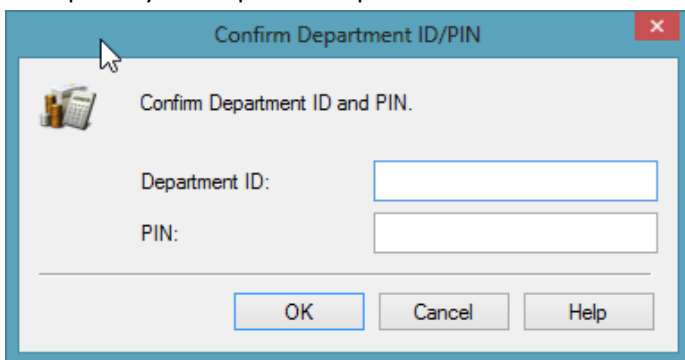 Confirm Department ID/PIN
Confirm Department ID and PIN.
Department ID:
PIN:
OK Cancel Help